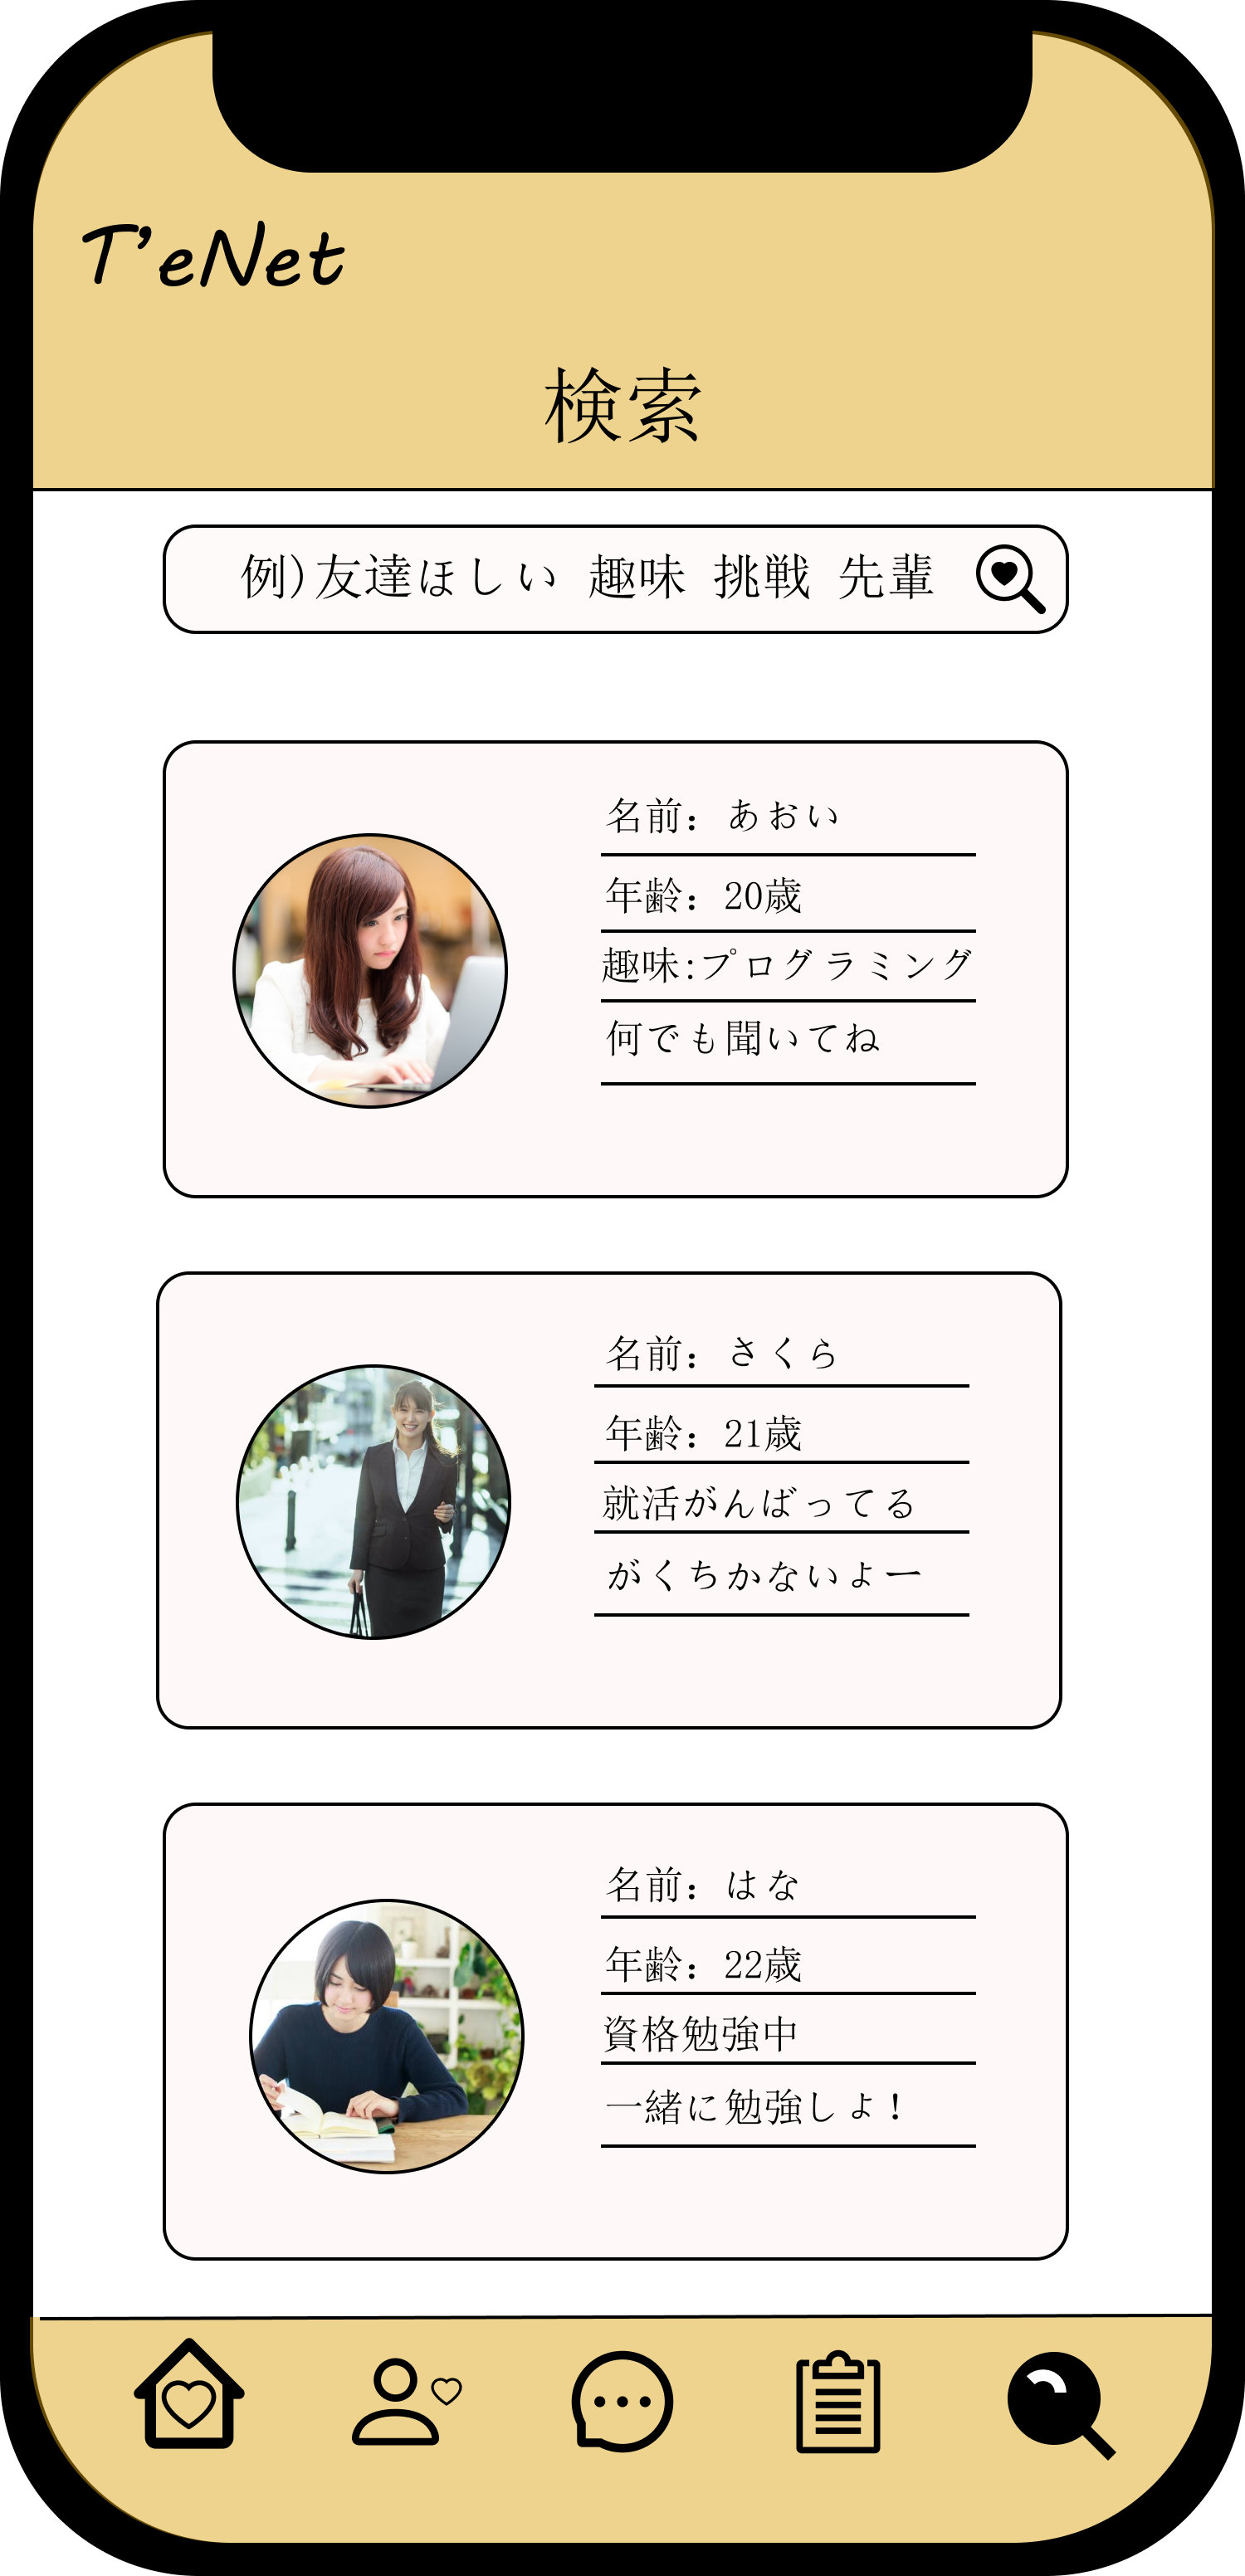 T'eNet
検索
例)友達ほしい 趣味 挑戦 先輩
名前：あおい
年齢：20歳
趣味:プログラミング
何でも聞いてね
名前：さくら
年齢：21歳
就活がんばってる
がくちかないよー
名前：はな
年齢：22歳
資格勉強中
一緒に勉強しよ！